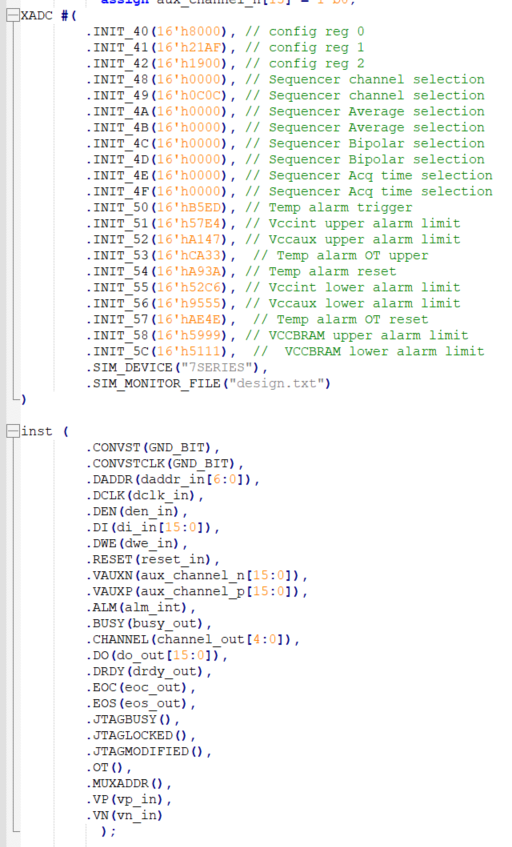 assign aux_channel_n[15] = 1'b0;
XADC #(
.INIT_40(16'h8000), // config reg 0
.INIT_41(16'h21AF), // config reg 1
.INIT_42(16'h1900), // config reg 2
.INIT_48(16'h0000), // Sequencer channel selection
.INIT_49(16'h0C0C), // Sequencer channel selection
.INIT_4A(16'h0000), // Sequencer Average selection
.INIT_4B(16'h0000), // Sequencer Average selection
.INIT_4C(16'h0000), // Sequencer Bipolar selection
.INIT_4D(16'h0000), // Sequencer Bipolar selection
.INIT_4E(16'h0000), // Sequencer Acq time selection
.INIT_4F(16'h0000), // Sequencer Acq time selection
.INIT_50(16'hB5ED), // Temp alarm trigger
.INIT_51(16'h57E4), // Vccint upper alarm limit
.INIT_52(16'hA147), // Vccaux upper alarm limit
.INIT_53(16'hCA33),  // Temp alarm OT upper
.INIT_54(16'hA93A), // Temp alarm reset
.INIT_55(16'h52C6), // Vccint lower alarm limit
.INIT_56(16'h9555), // Vccaux lower alarm limit
.INIT_57(16'hAE4E),  // Temp alarm OT reset
.INIT_58(16'h5999), // VCCBRAM upper alarm limit
.INIT_5C(16'h5111),  //  VCCBRAM lower alarm limit
.SIM_DEVICE("7SERIES"),
.SIM_MONITOR_FILE("design.txt")
)
inst (
.CONVST(GND_BIT),
.CONVSTCLK(GND_BIT),
.DADDR(daddr_in[6:0]),
.DCLK(dclk_in),
.DEN(den_in),
.DI(di_in[15:0]),
.DWE(dwe_in),
.RESET(reset_in),
.VAUXN(aux_channel_n[15:0]),
.VAUXP(aux_channel_p[15:0]),
.ALM(alm_int),
.BUSY(busy_out),
.CHANNEL(channel_out[4:0]),
.DO(do_out[15:0]),
.DRDY(drdy_out),
.EOC(eoc_out),
.EOS(eos_out),
.JTAGBUSY(),
.JTAGLOCKED(),
.JTAGMODIFIED(),
.OT(),
.MUXADDR(),
.VP(vp_in),
.VN(vn_in)
);